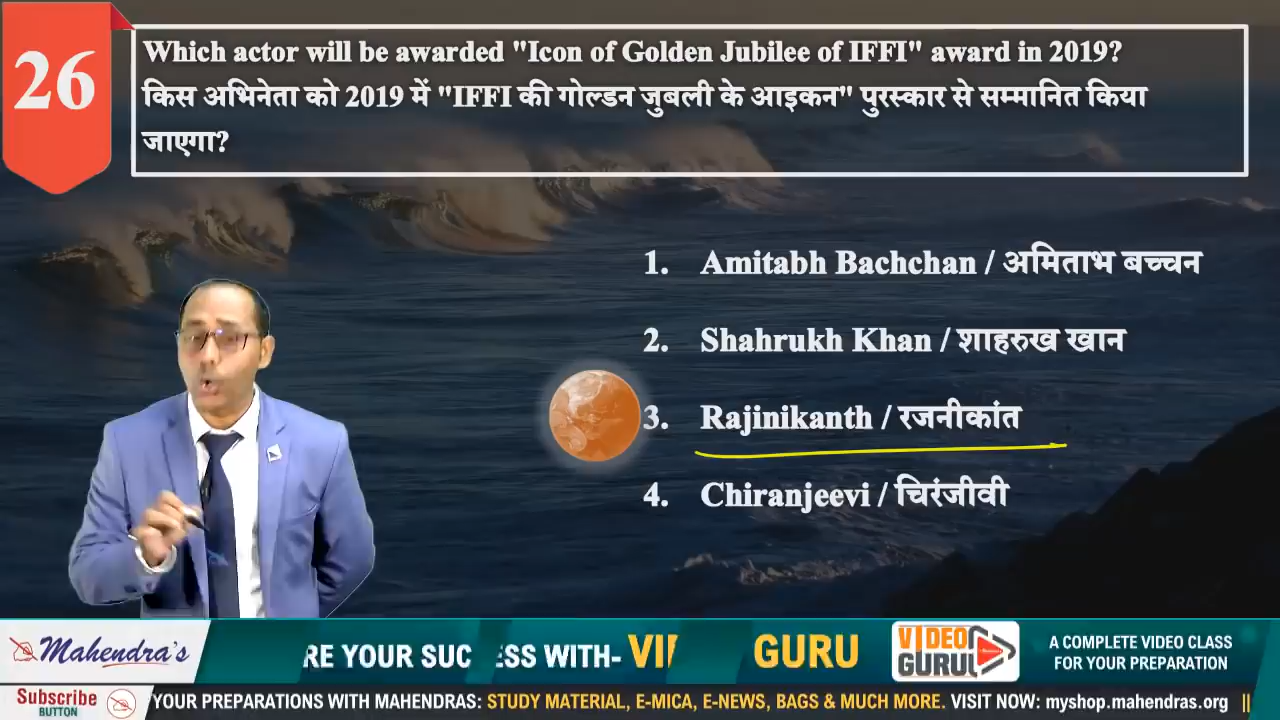 26
Which actor will be awarded "Icon of Golden Jubilee of IFFI" award in 2019?
किस अभिनेता को 2019 में "IFFI की गोल्डन जुबली के आइकन" पुरस्कार से सम्मानित किया
जाएगा?
1. Amitabh Bachchan / अमिताभ बच्चन
2. Shahrukh Khan / शाहरुख खान
3. Rajinikanth / रजनीकांत
4. Chiranjeevi / चिरंजीवी
Mahendra's
RE YOUR SUC ESS WITH- VI GURU
VIDEO
GURU
A COMPLETE VIDEO CLASS
FOR YOUR PREPARATION
Subscribe
BUTTON
YOUR PREPARATIONS WITH MAHENDRAS: STUDY MATERIAL, E-MICA, E-NEWS, BAGS & MUCH MORE. VISIT NOW: myshop.mahendras.org ||